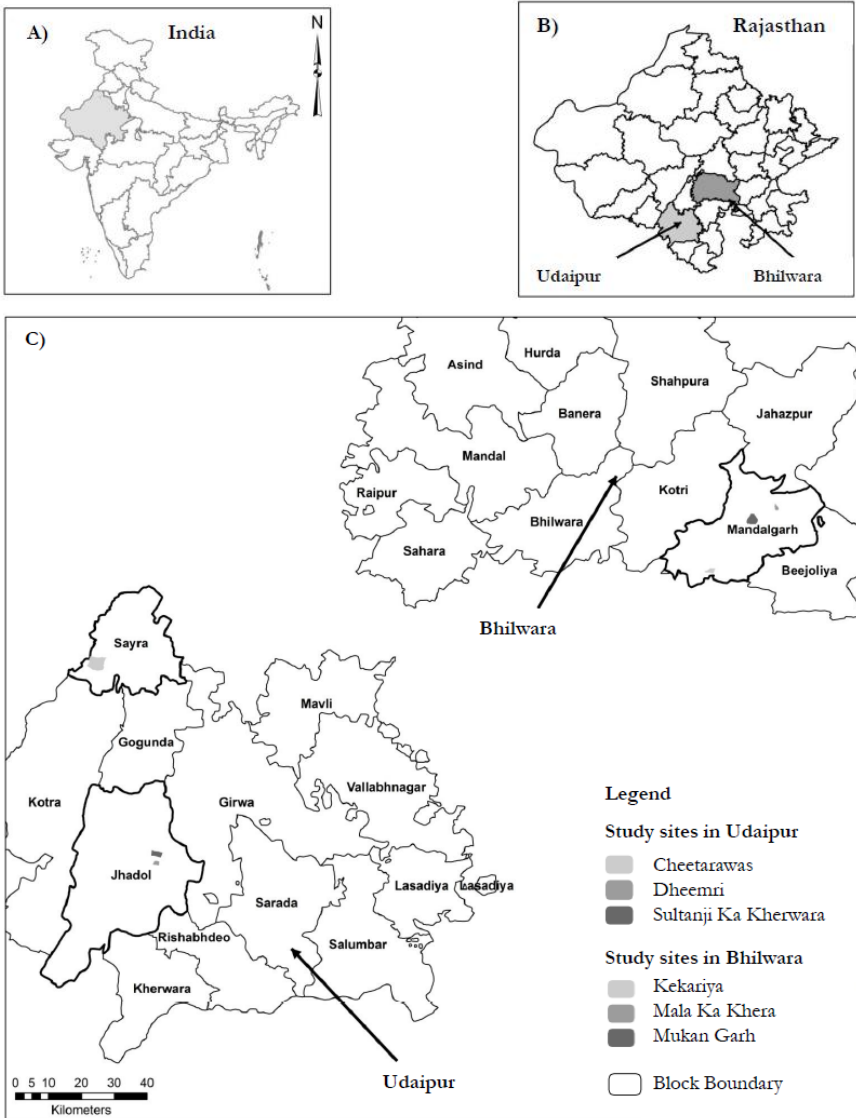 A)
India
N
B)
Rajasthan
Udaipur
Bhilwara
C)
Asind
Hurda
Shahpura
Banera
Jahazpur
Mandal
Raipur
Kotri
Bhilwara
Mandalgarh
Sahara
Beejoliya
Bhilwara
Sayra
Mavli
Gogunda
Vallabhnagar
Kotra
Girwa
Jhadol
Lasadiya
Lasadiya
Sarada
Rishabhdeo
Salumbar
Kherwara
Udaipur
0 5 10 20 30 40
Kilometers
Legend
Study sites in Udaipur
Cheetarawas
Dheemri
Sultanji Ka Kherwara
Study sites in Bhilwara
Kekariya
Mala Ka Khera
Mukan Garh
Block Boundary